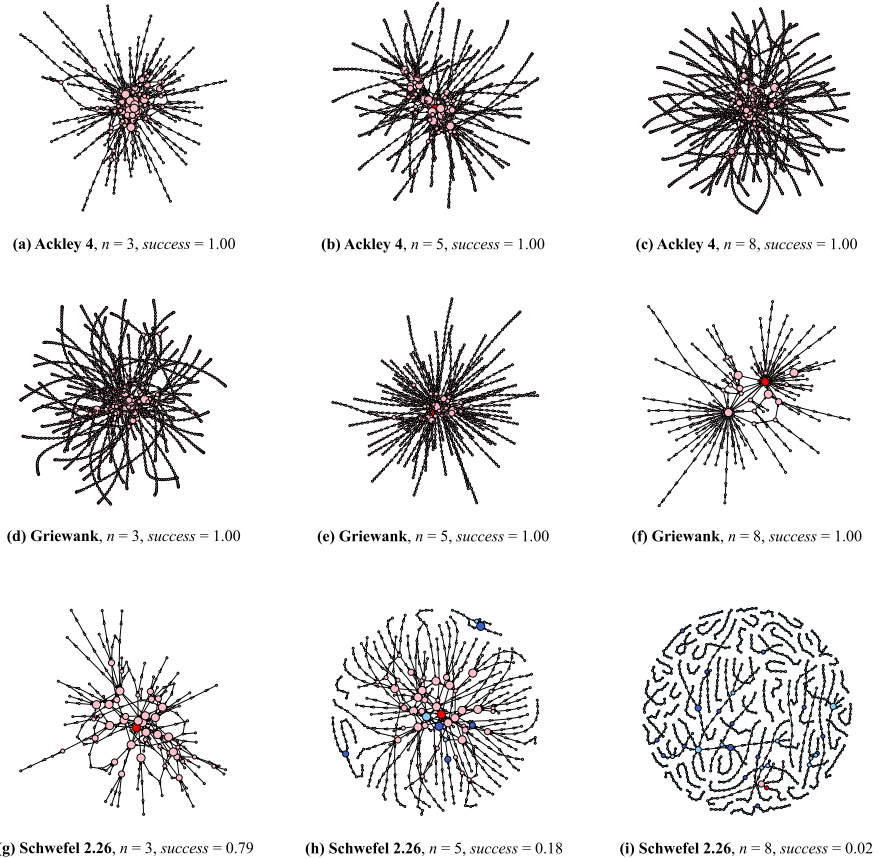 (a) Ackley 4, n = 3, success = 1.00
(b) Ackley 4, n = 5, success = 1.00
(c) Ackley 4, n = 8, success = 1.00
(d) Griewank, n = 3, success = 1.00
(e) Griewank, n = 5, success = 1.00
(f) Griewank, n = 8, success = 1.00
(g) Schwefel 2.26, n = 3, success = 0.79
(h) Schwefel 2.26, n = 5, success = 0.18
(i) Schwefel 2.26, n = 8, success = 0.02